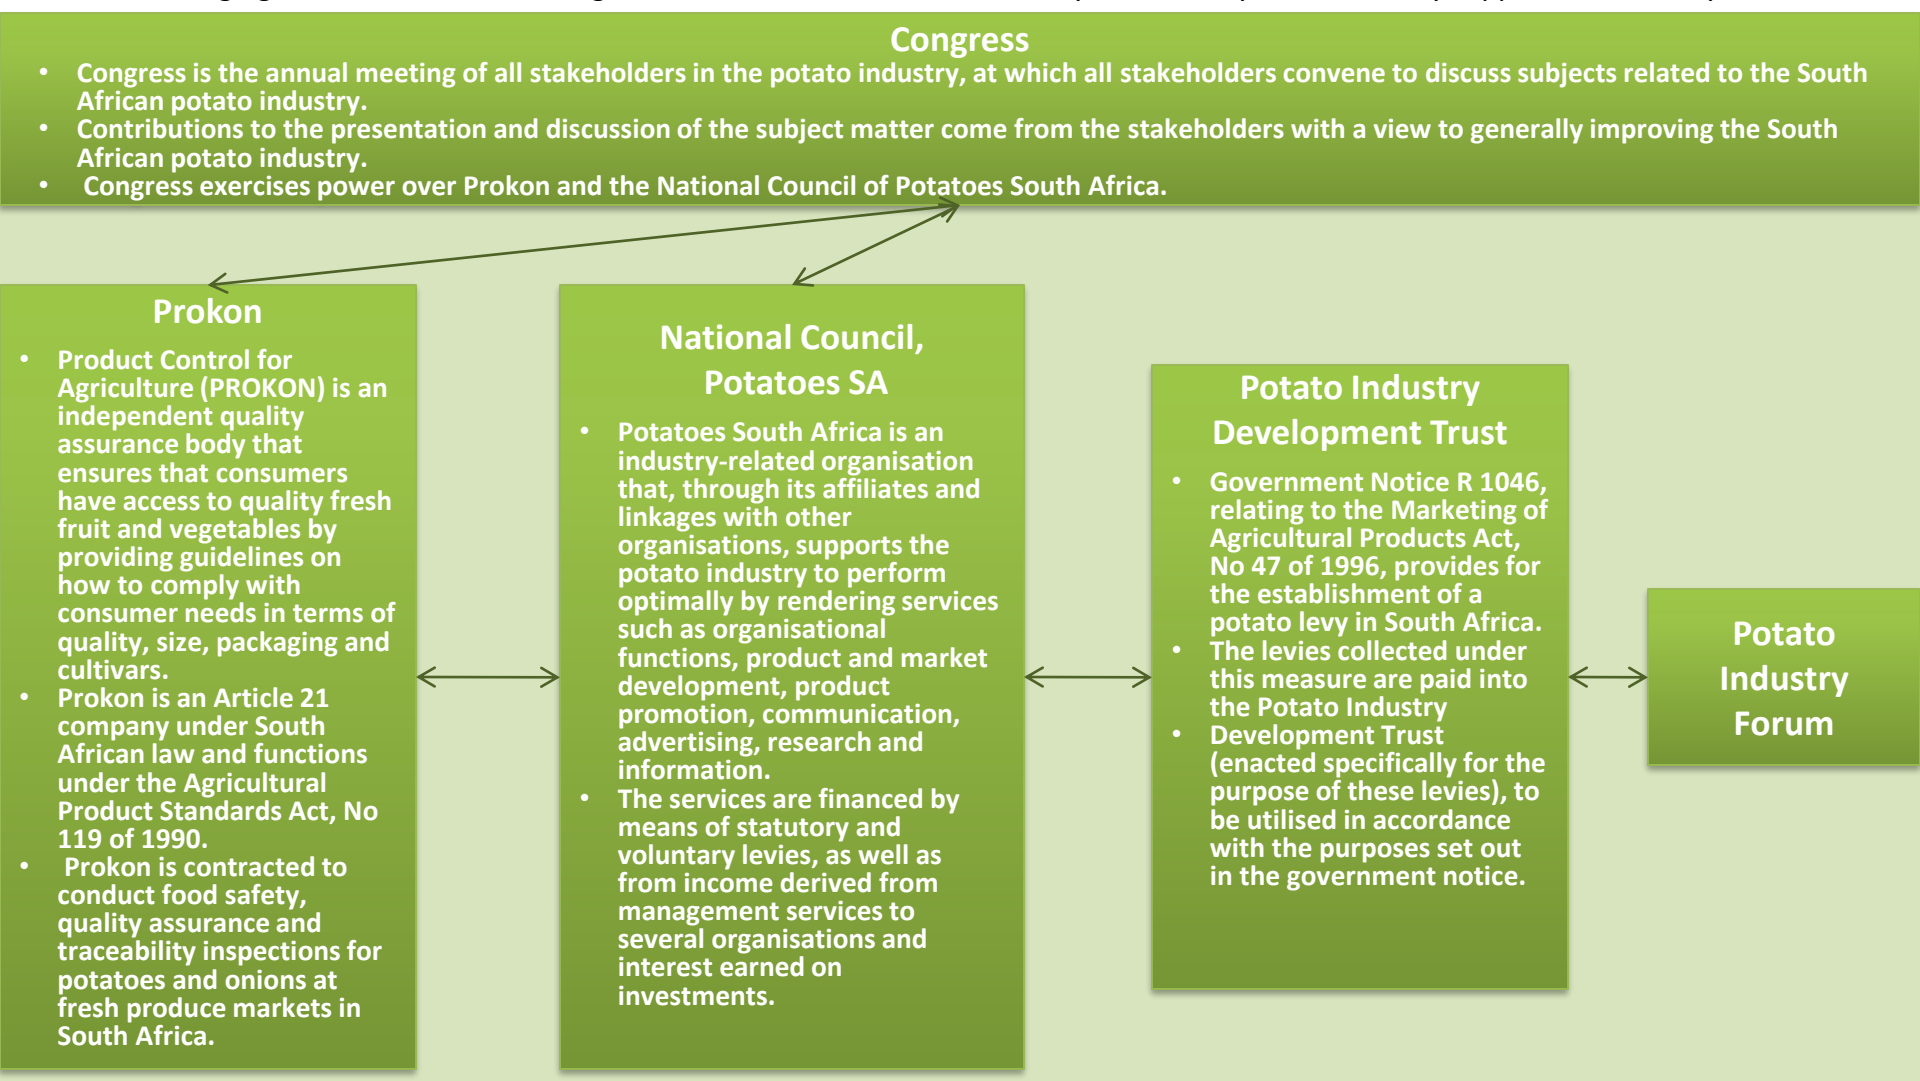 Congress
• Congress is the annual meeting of all stakeholders in the potato industry, at which all stakeholders convene to discuss subjects related to the South
African potato industry.
• Contributions to the presentation and discussion of the subject matter come from the stakeholders with a view to generally improving the South
African potato industry.
• Congress exercises power over Prokon and the National Council of Potatoes South Africa.
Prokon
• Product Control for
Agriculture (PROKON) is an
independent quality
assurance body that
ensures that consumers
have access to quality fresh
fruit and vegetables by
providing guidelines on
how to comply with
consumer needs in terms of
quality, size, packaging and
cultivars.
• Prokon is an Article 21
company under South
African law and functions
under the Agricultural
Product Standards Act, No
119 of 1990.
• Prokon is contracted to
conduct food safety,
quality assurance and
traceability inspections for
potatoes and onions at
fresh produce markets in
South Africa.
National Council,
Potatoes SA
• Potatoes South Africa is an
industry-related organisation
that, through its affiliates and
linkages with other
organisations, supports the
potato industry to perform
optimally by rendering services
such as organisational
functions, product and market
development, product
promotion, communication,
advertising, research and
information.
• The services are financed by
means of statutory and
voluntary levies, as well as
from income derived from
management services to
several organisations and
interest earned on
investments.
Potato Industry
Development Trust
• Government Notice R 1046,
relating to the Marketing of
Agricultural Products Act,
No 47 of 1996, provides for
the establishment of a
potato levy in South Africa.
• The levies collected under
this measure are paid into
the Potato Industry
• Development Trust
(enacted specifically for the
purpose of these levies), to
be utilised in accordance
with the purposes set out
in the government notice.
Potato
Industry
Forum